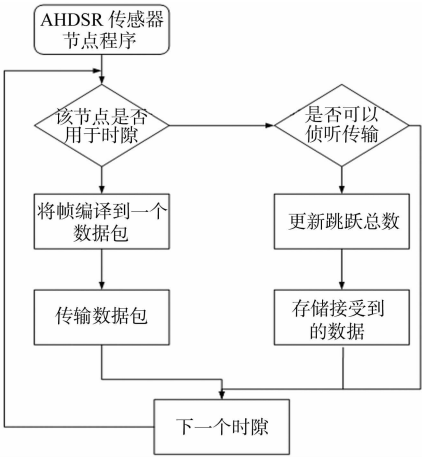 AHDSR 传感器
节点程序
该节点是否
用于时隙
是否可以
侦听传输
将帧编译到一个
数据包
更新跳跃总数
传输数据包
存储接受到
的数据
下一个时隙